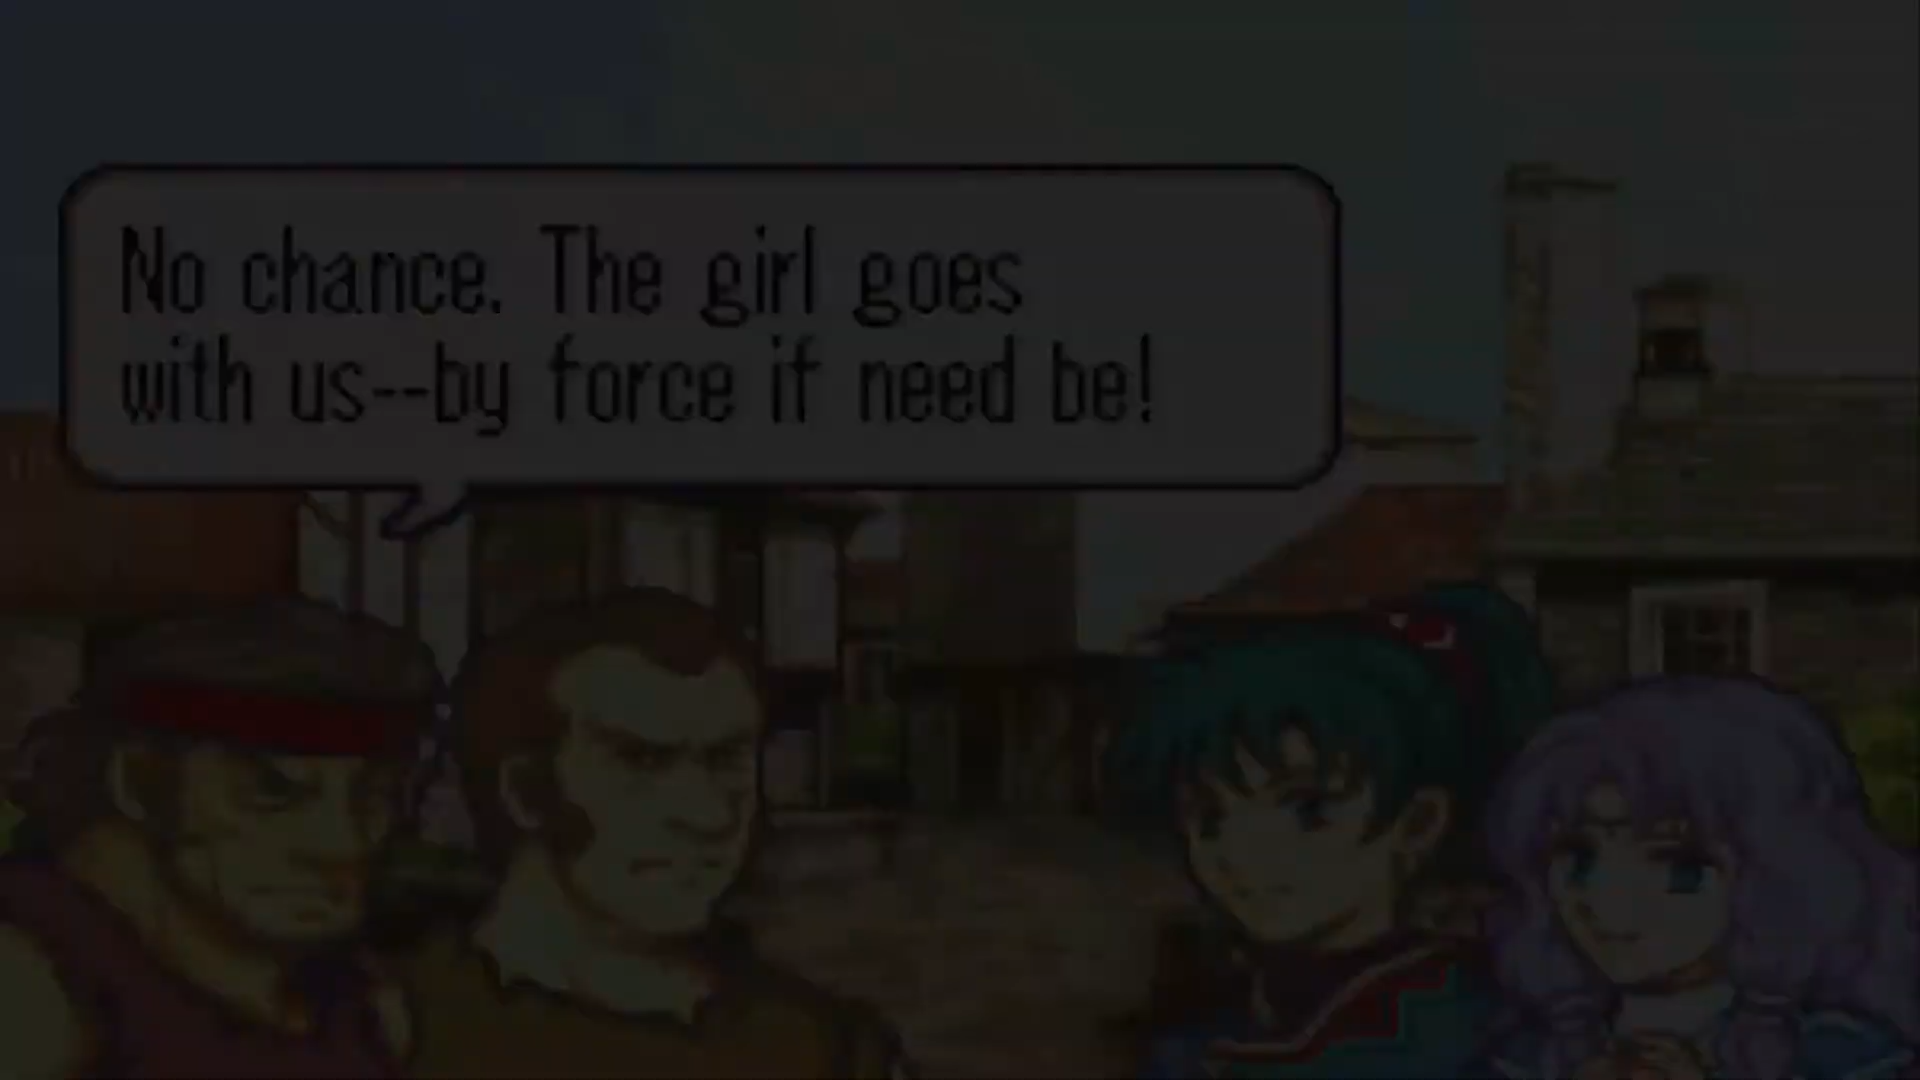 No chance. The girl goes
with us--by force if need be!